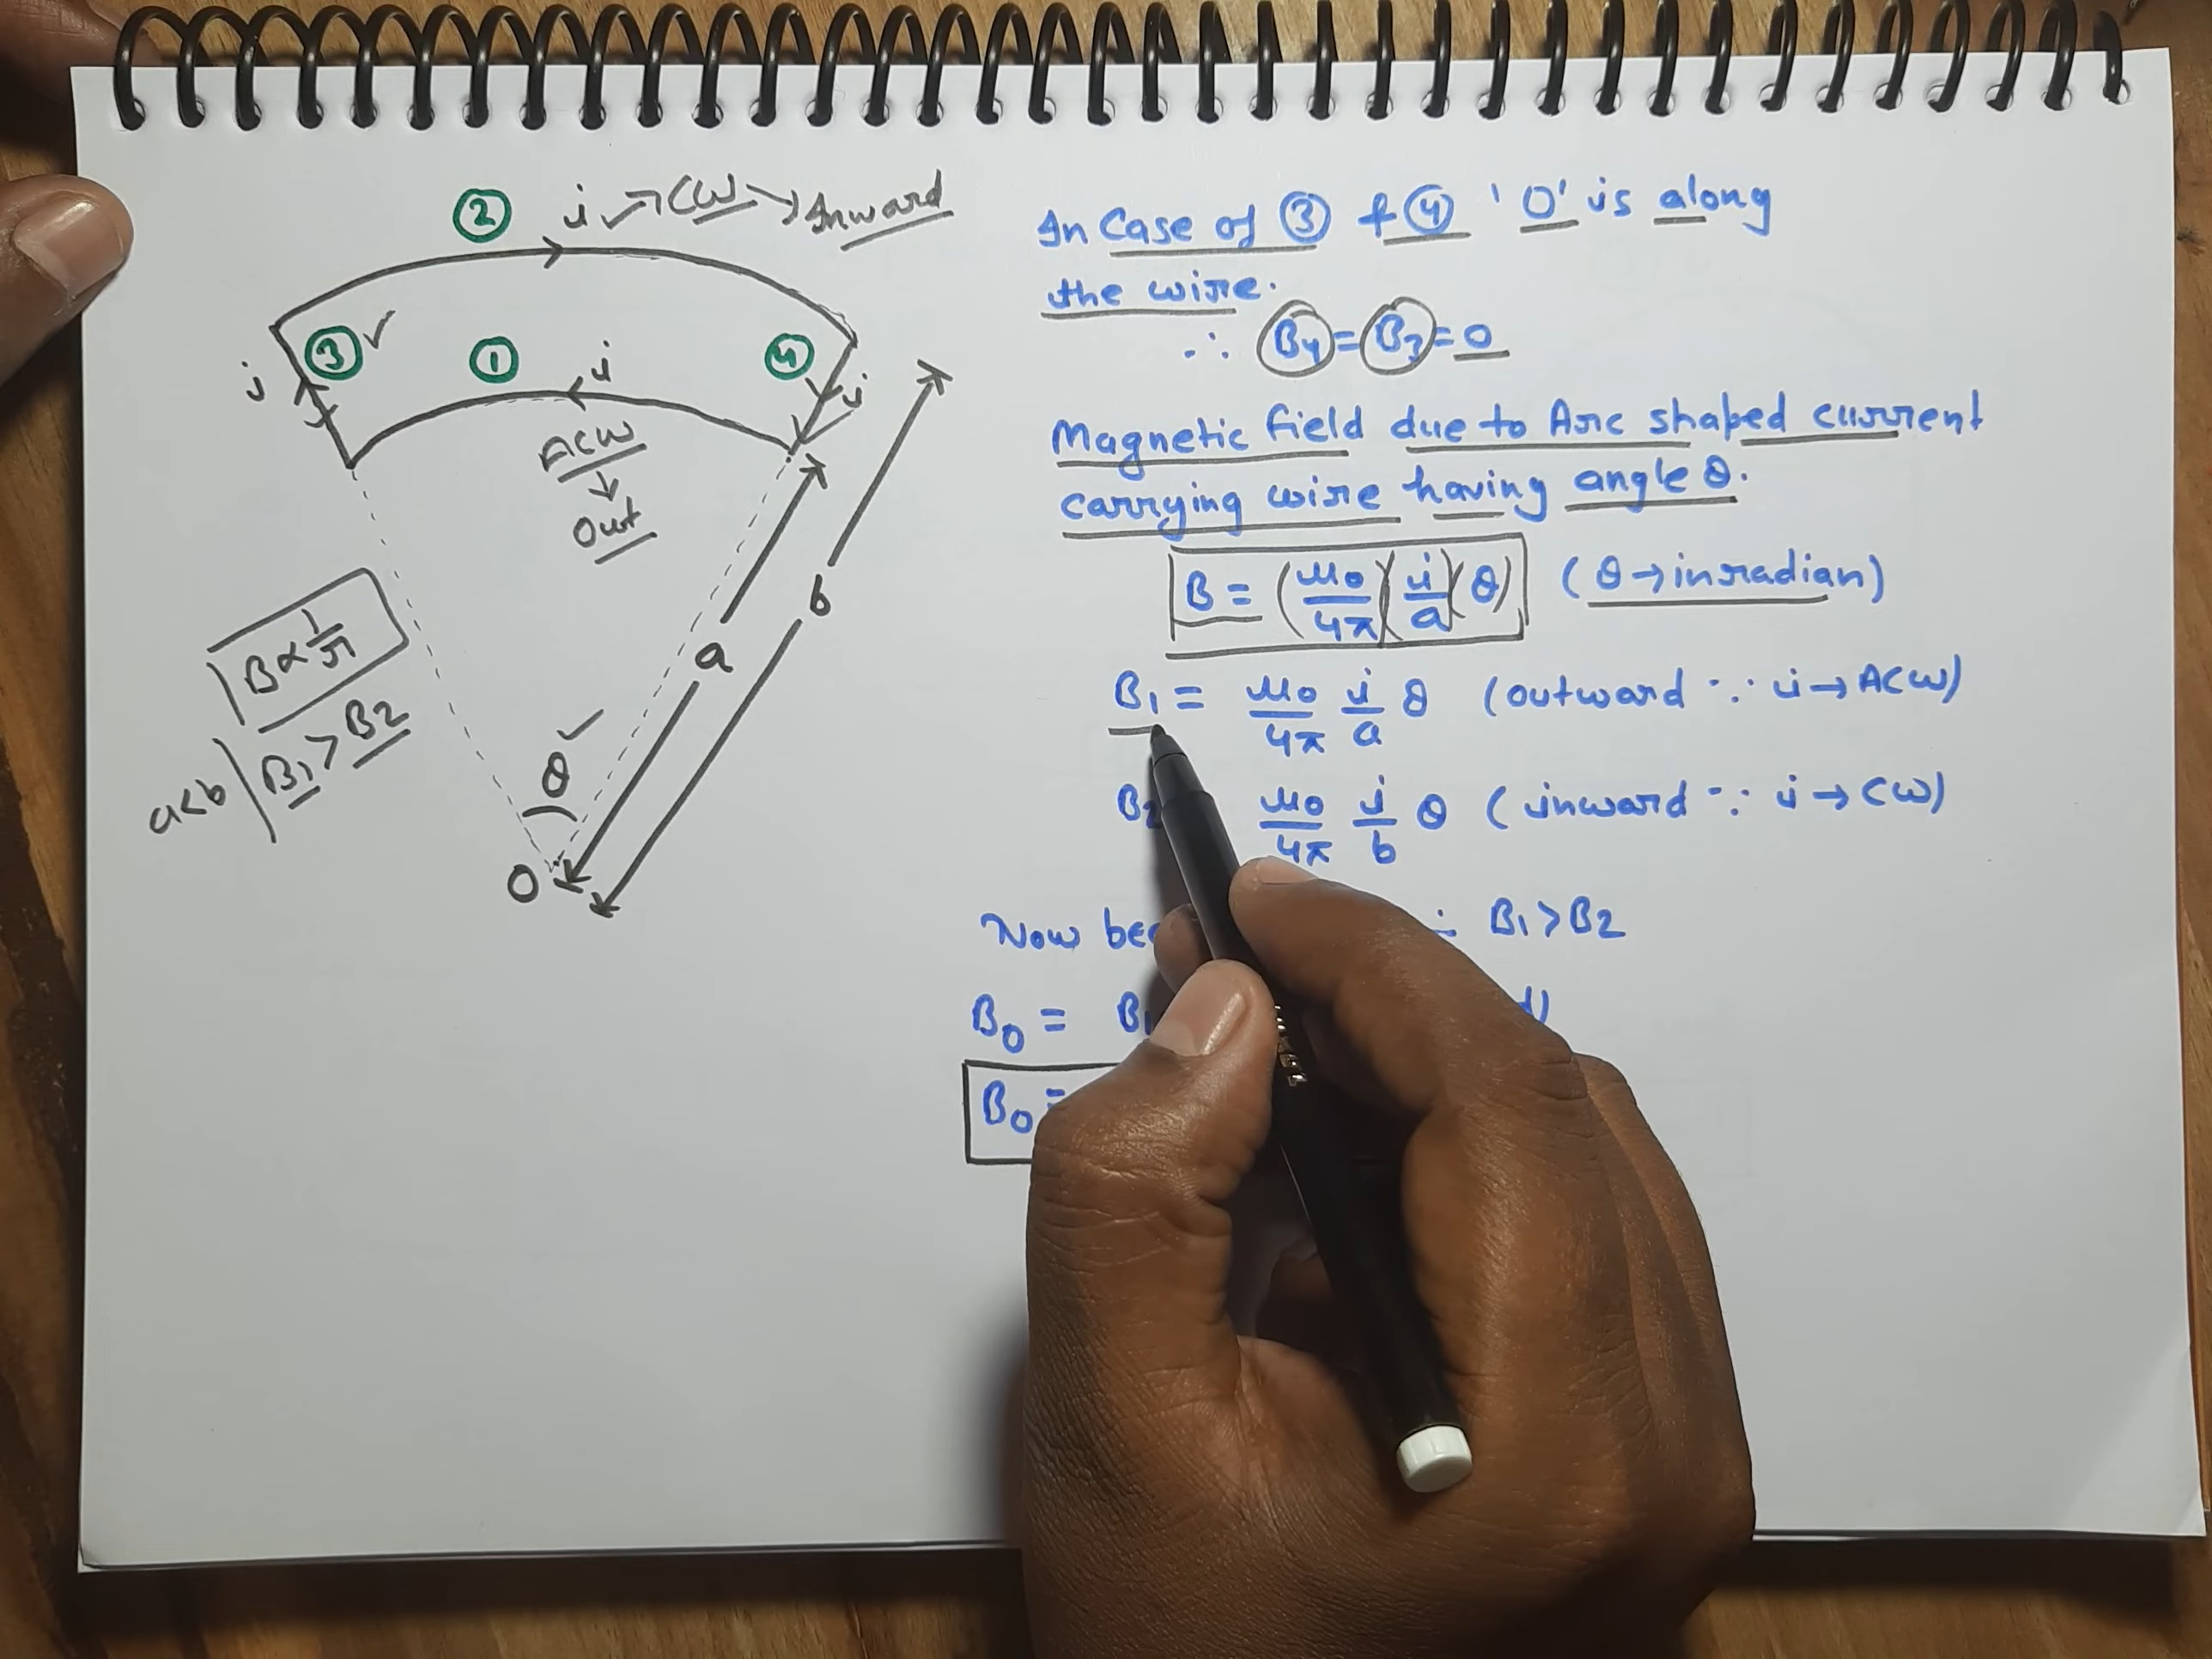 ② i → CW → Inward
③ ① i ④
i
i
ACW
↓
Out
b
a
B ∝ 1/r
a<b | B1 > B2
θ
O
In Case of ③ & ④ 'O' is along
the wire.
∴ B4 = B3 = 0
Magnetic field due to Arc shaped current
carrying wire having angle θ.
B = (μ0/4π)(i/a)(θ) (θ → in radian)
B1 = μ0/4π i/a θ (outward ∵ i → ACW)
B2 μ0/4π i/b θ (inward ∵ i → CW)
Now B1 > B2
B0 = B1
B0 =